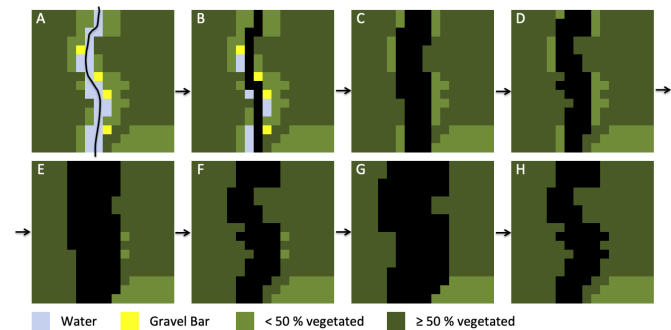 A B C D
E F G H
Water Gravel Bar < 50 % vegetated ≥ 50 % vegetated